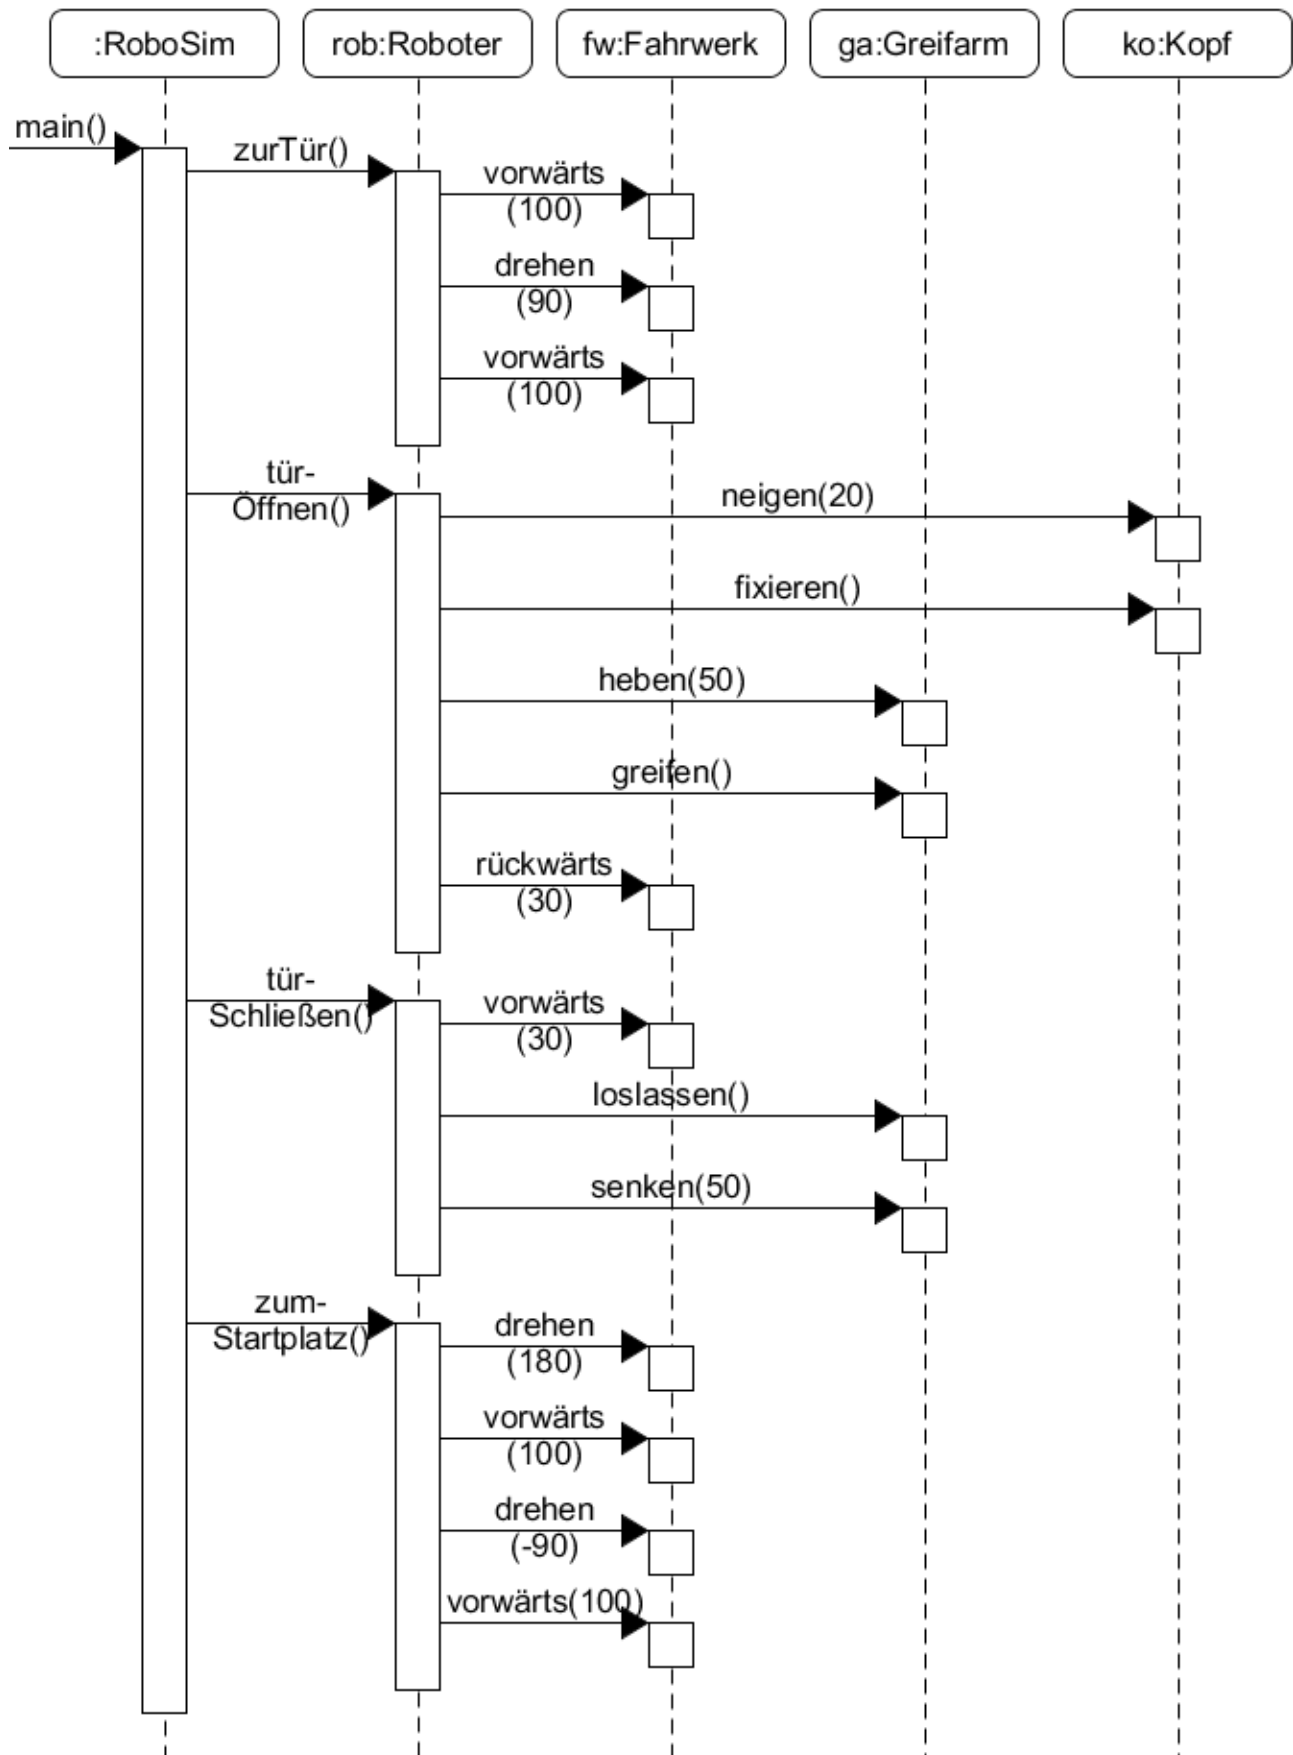 :RoboSim
rob:Roboter
fw:Fahrwerk
ga:Greifarm
ko:Kopf
main()
zurTür()
vorwärts
(100)
drehen
(90)
vorwärts
(100)
tür-
Öffnen()
neigen(20)
fixieren()
heben(50)
greifen()
rückwärts
(30)
tür-
Schließen()
vorwärts
(30)
loslassen()
senken(50)
zum-
Startplatz()
drehen
(180)
vorwärts
(100)
drehen
(-90)
vorwärts(100)